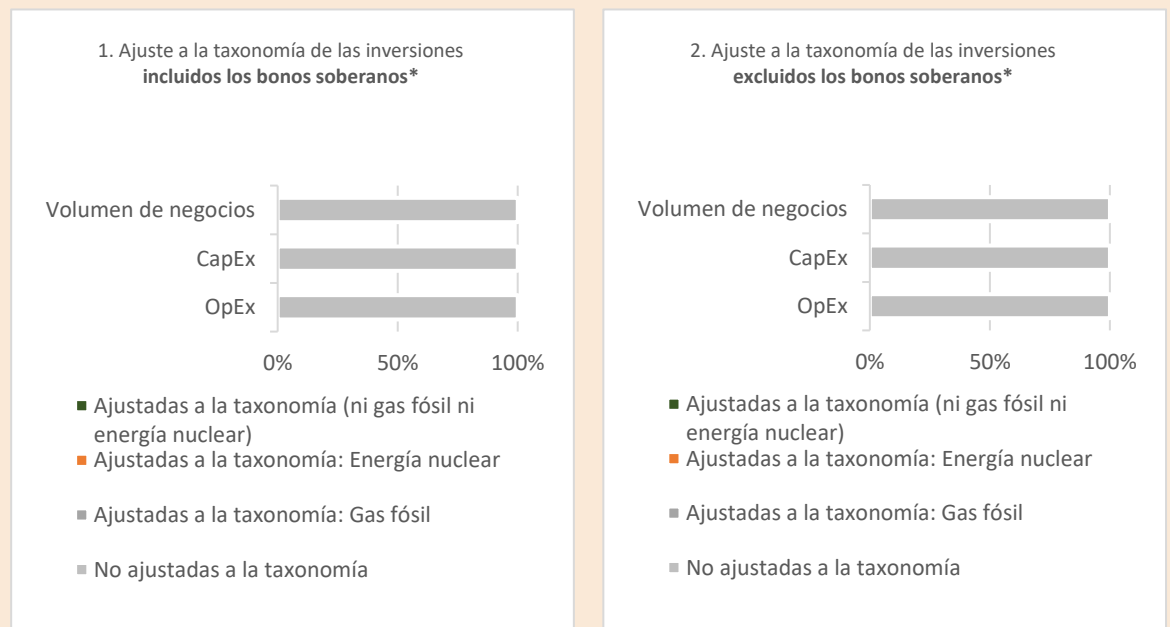 1. Ajuste a la taxonomía de las inversiones
incluidos los bonos soberanos*
Volumen de negocios
CapEx
OpEx
0% 50% 100%
Ajustadas a la taxonomía (ni gas fósil ni
energía nuclear)
Ajustadas a la taxonomía: Energía nuclear
Ajustadas a la taxonomía: Gas fósil
No ajustadas a la taxonomía
2. Ajuste a la taxonomía de las inversiones
excluidos los bonos soberanos*
Volumen de negocios
CapEx
OpEx
0% 50% 100%
Ajustadas a la taxonomía (ni gas fósil ni
energía nuclear)
Ajustadas a la taxonomía: Energía nuclear
Ajustadas a la taxonomía: Gas fósil
No ajustadas a la taxonomía